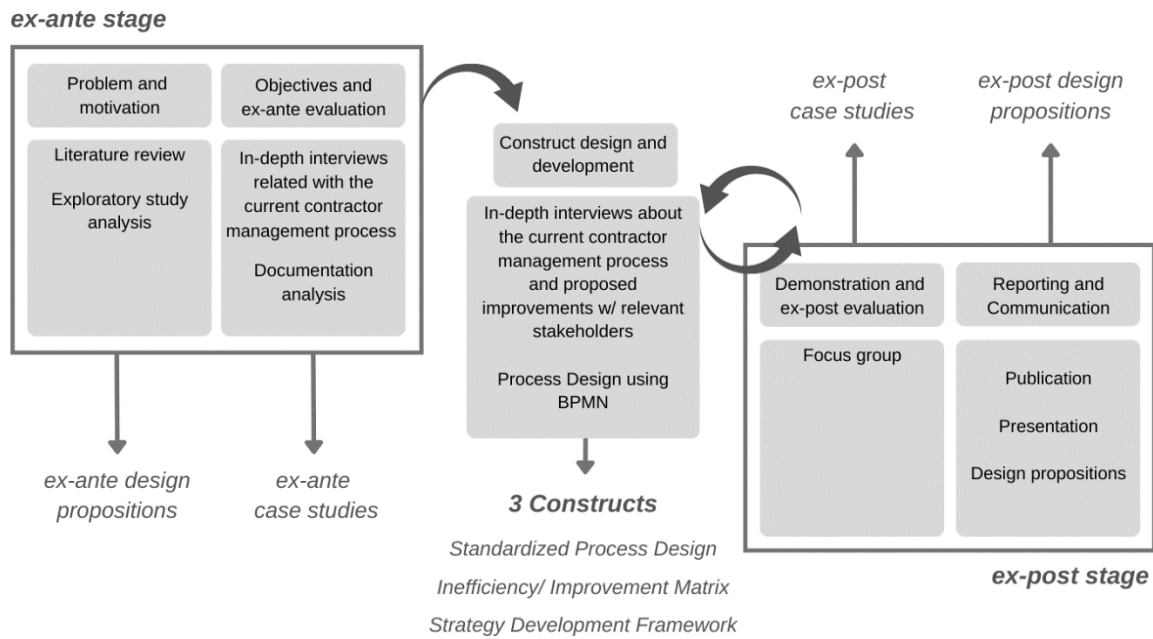 ex-ante stage
Problem and
motivation
Literature review
Exploratory study
analysis
Objectives and
ex-ante evaluation
In-depth interviews
related with the
current contractor
management process
Documentation
analysis
ex-ante design
propositions
ex-ante
case studies
Construct design and
development
In-depth interviews about
the current contractor
management process
and proposed
improvements w/ relevant
stakeholders
Process Design using
BPMN
3 Constructs
Standardized Process Design
Inefficiency/ Improvement Matrix
Strategy Development Framework
ex-post
case studies
ex-post design
propositions
Demonstration and
ex-post evaluation
Focus group
Reporting and
Communication
Publication
Presentation
Design propositions
ex-post stage